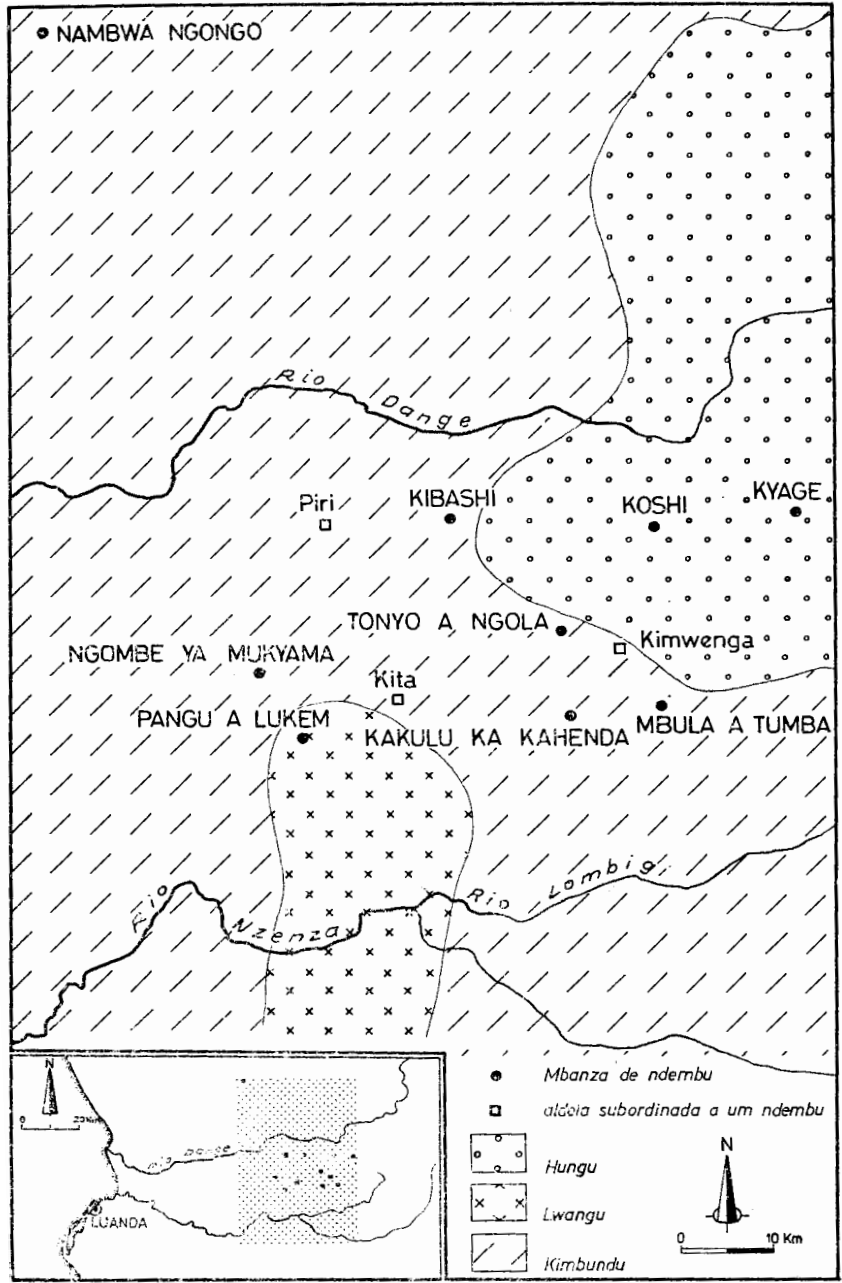 NAMBWA NGONGO
Rio Dange
Piri
KIBASHI
KOSHI
KYAGE
TONYO A NGOLA
Kimwenga
NGOMBE YA MUKYAMA
Kita
PANGU A LUKEM
KAKULU KA KAHENDA
MBULA A TUMBA
Rio Lombigi
Rio Nzenza
N
0 20 Km
Rio Dange
LUANDA
Mbanza de ndembu
aldeia subordinada a um ndembu
Hungu
Lwangu
Kimbundu
N
0 10 Km